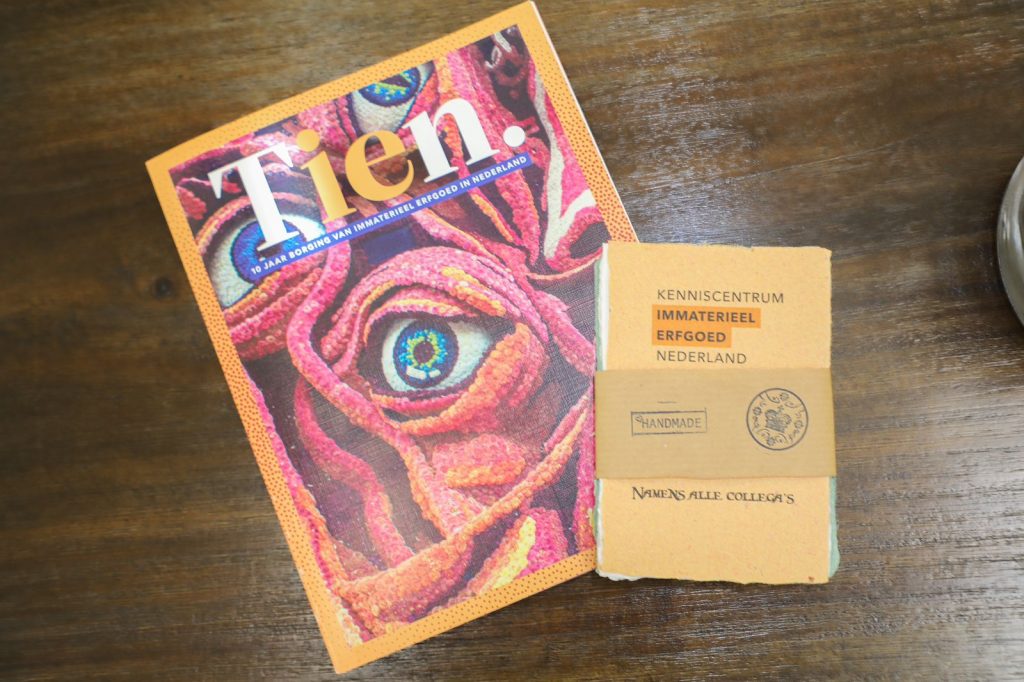 Tien.
10 JAAR BORGING VAN IMMATERIEEL ERFGOED IN NEDERLAND
KENNISCENTRUM
IMMATERIEEL
ERFGOED
NEDERLAND
HANDMADE
NAMENS ALLE COLLEGA'S